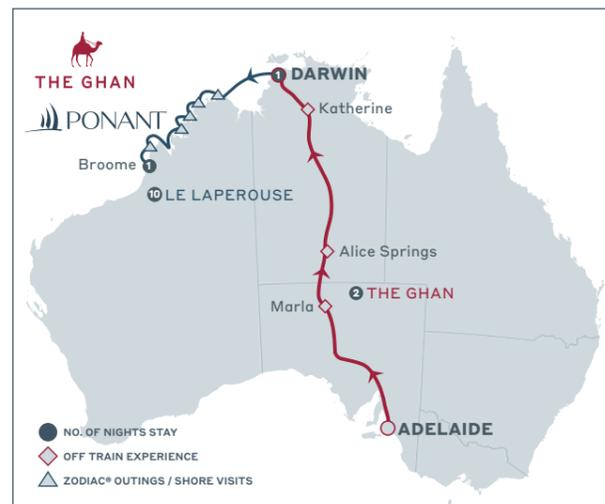 THE GHAN
PONANT
1 DARWIN
Katherine
Broome 1
10 LE LAPEROUSE
Alice Springs
2 THE GHAN
Marla
ADELAIDE
NO. OF NIGHTS STAY
OFF TRAIN EXPERIENCE
ZODIAC® OUTINGS / SHORE VISITS